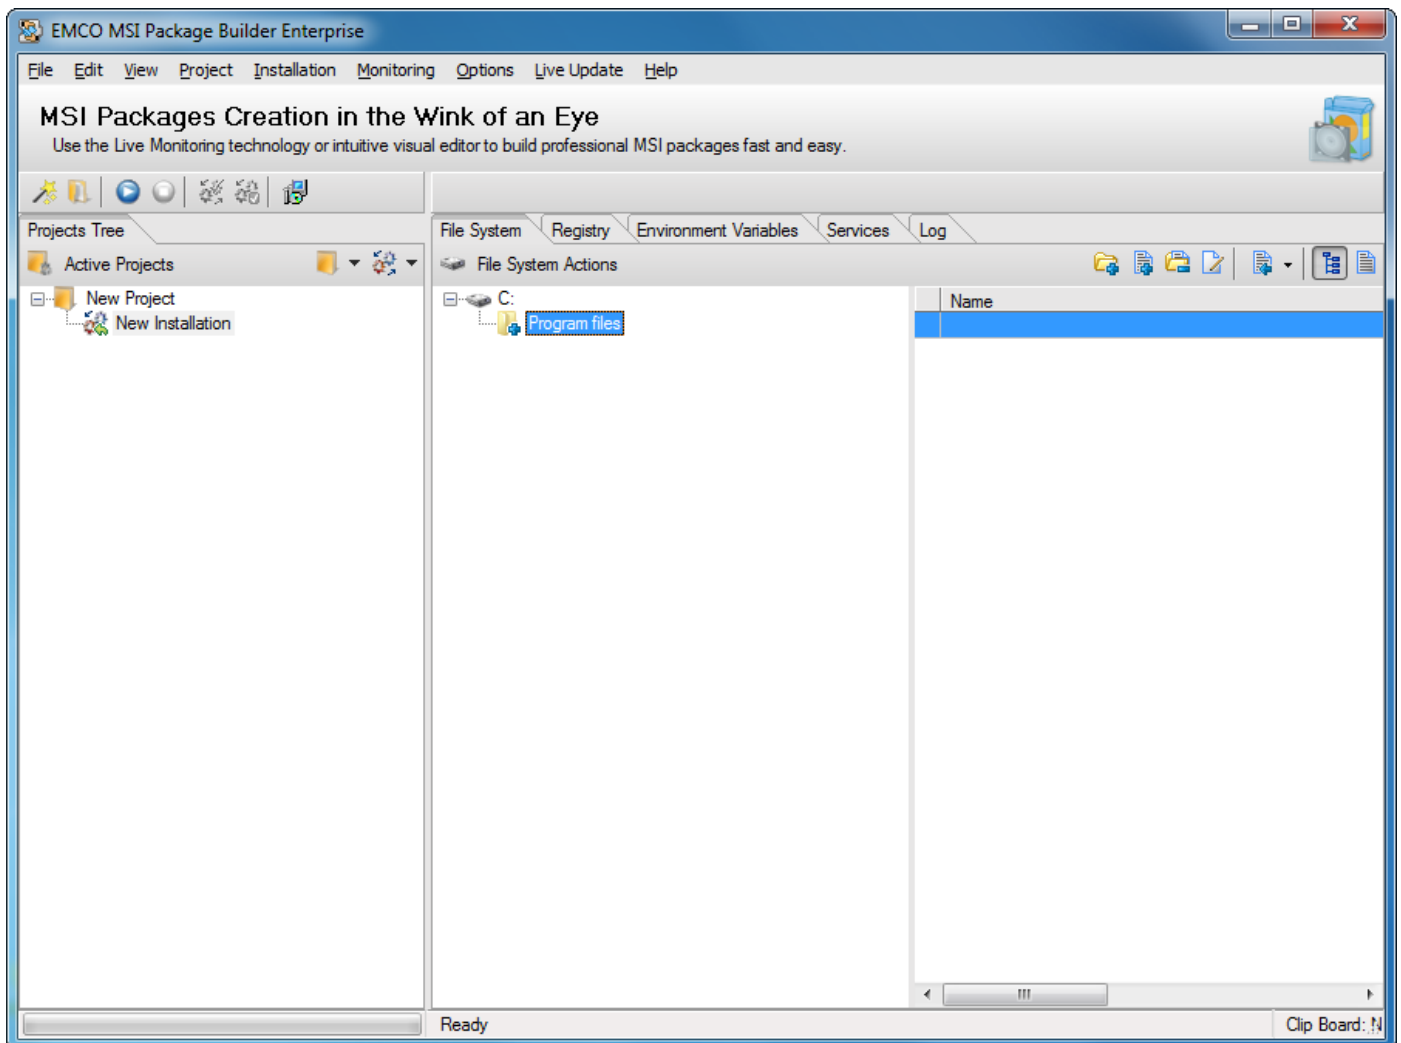 EMCO MSI Package Builder Enterprise
File Edit View Project Installation Monitoring Options Live Update Help
MSI Packages Creation in the Wink of an Eye
Use the Live Monitoring technology or intuitive visual editor to build professional MSI packages fast and easy.
Projects Tree
File System Registry Environment Variables Services Log
Active Projects
File System Actions
New Project
New Installation
C:
Program files
Name
Ready
Clip Board: N